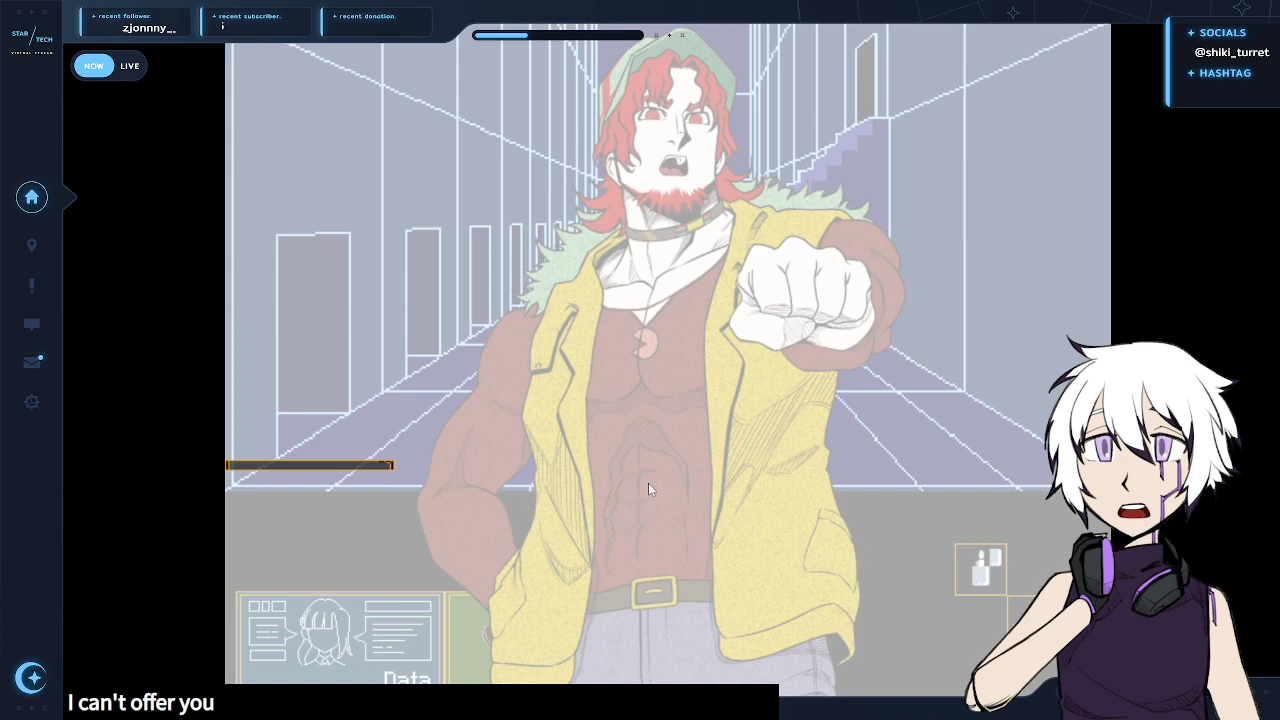 + recent follower.
zjonnny_.
+ recent subscriber.
i
+ recent donation.
STAR
TECH
NOW
LIVE
+ SOCIALS
@shiki_turret
+ HASHTAG
Data
I can't offer you